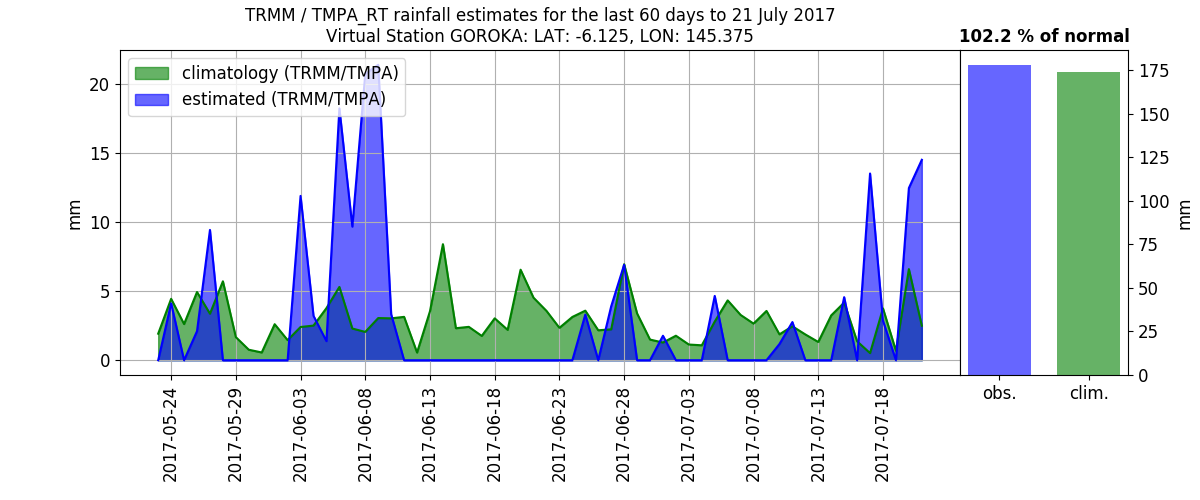 TRMM / TMPA_RT rainfall estimates for the last 60 days to 21 July 2017
Virtual Station GOROKA: LAT: -6.125, LON: 145.375
102.2 % of normal
climatology (TRMM/TMPA)
estimated (TRMM/TMPA)
20
15
10
5
0
mm
2017-05-24
2017-05-29
2017-06-03
2017-06-08
2017-06-13
2017-06-18
2017-06-23
2017-06-28
2017-07-03
2017-07-08
2017-07-13
2017-07-18
175
150
125
100
75
50
25
0
mm
obs.
clim.